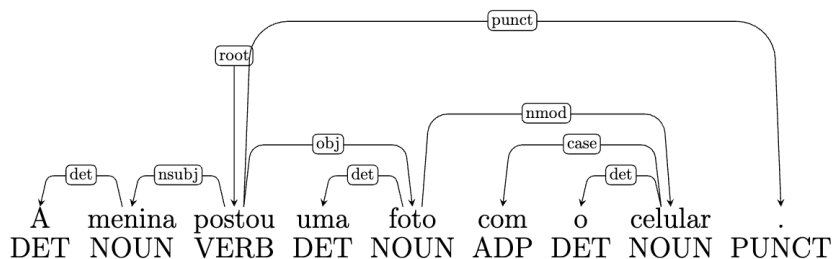 punct
root
nmod
obj case
det nsubj det det
A menina postou uma foto com o celular .
DET NOUN VERB DET NOUN ADP DET NOUN PUNCT